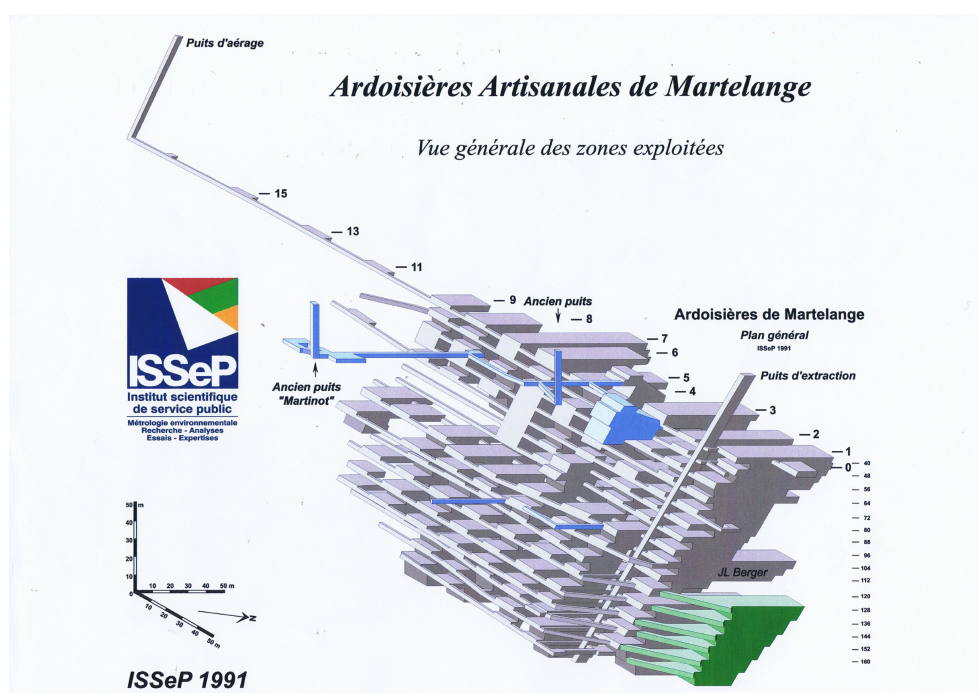 Puits d'aérage
Ardoisières Artisanales de Martelange
Vue générale des zones exploitées
15
13
11
9
Ancien puits
8
7
6
5
4
3
2
1
0
Ardoisières de Martelange
Plan général
ISSeP 1991
Puits d'extraction
ISSeP
Institut scientifique
de service public
Métrologie environnementale
Recherche - Analyses
Essais - Expertises
Ancien puits
"Martinot"
40
48
56
64
72
80
88
96
104
112
120
128
136
144
152
160
JL Berger
50 m
40
30
20
10
0
10 20 30 40 50 m
10
20
30
40
50 m
N
ISSeP 1991